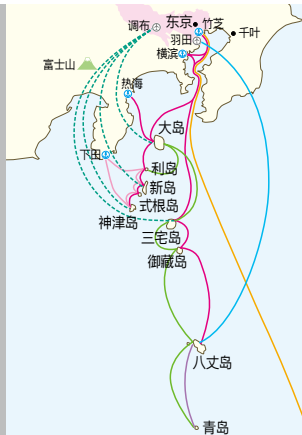 调布
东京
竹芝
羽田
千叶
横滨
富士山
热海
大岛
下田
利岛
新岛
式根岛
神津岛
三宅岛
御藏岛
八丈岛
青岛